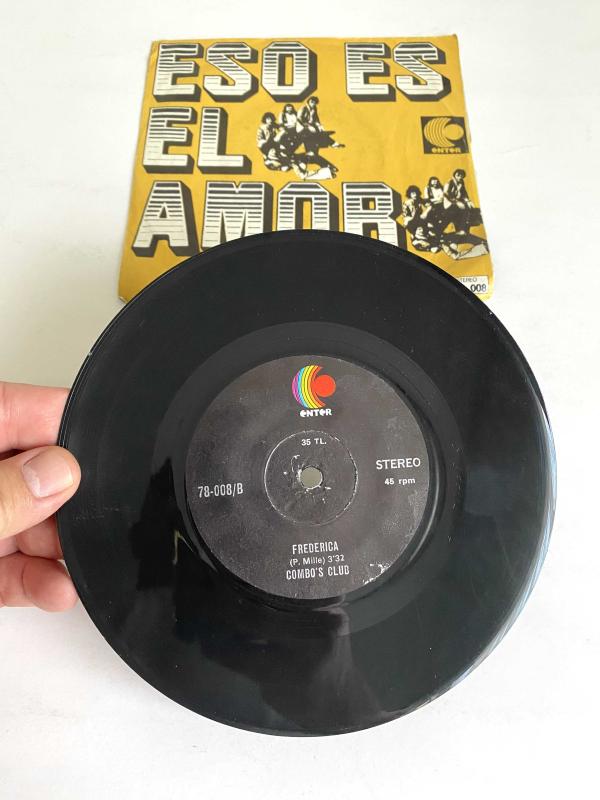 ESO ES
EL
AMOR
ENTER
STEREO
008
ENTER
35 TL.
STEREO
45 rpm
78-008/B
FREDERICA
(P. Mille) 3'32
COMBO'S CLUB